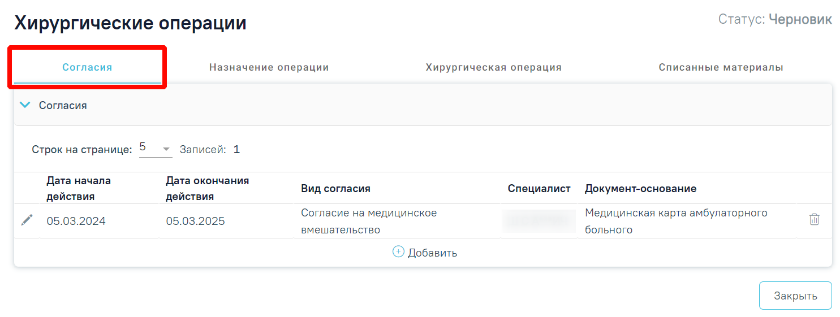 Хирургические операции
Статус: Черновик
Согласия Назначение операции Хирургическая операция Списанные материалы
Согласия
Строк на странице: 5 Записей: 1
Дата начала действия Дата окончания действия Вид согласия Специалист Документ-основание
05.03.2024 05.03.2025 Согласие на медицинское вмешательство Медицинская карта амбулаторного больного
Добавить
Закрыть